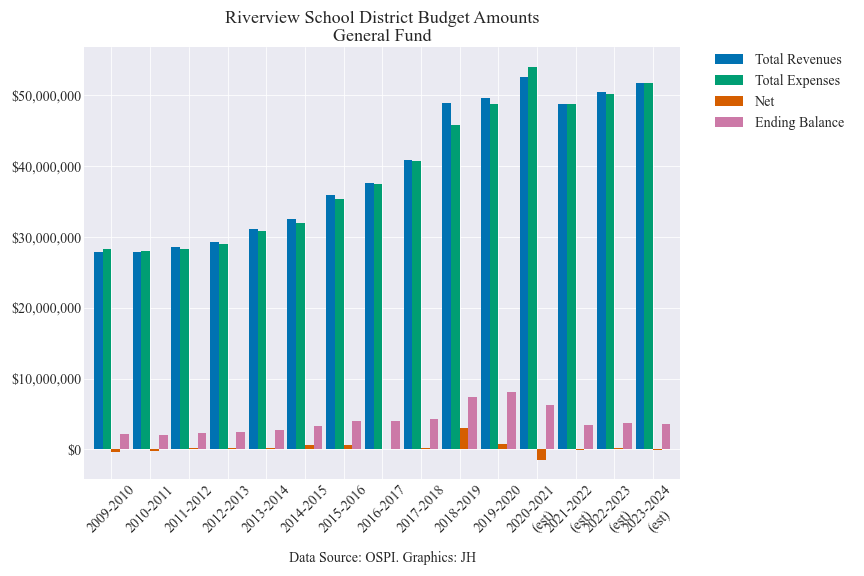 Riverview School District Budget Amounts
General Fund
Total Revenues
Total Expenses
Net
Ending Balance
$50,000,000
$40,000,000
$30,000,000
$20,000,000
$10,000,000
$0
2009-2010
2010-2011
2011-2012
2012-2013
2013-2014
2014-2015
2015-2016
2016-2017
2017-2018
2018-2019
2019-2020
2020-2021
(est)
2021-2022
(est)
2022-2023
(est)
2023-2024
(est)
Data Source: OSPI. Graphics: JH